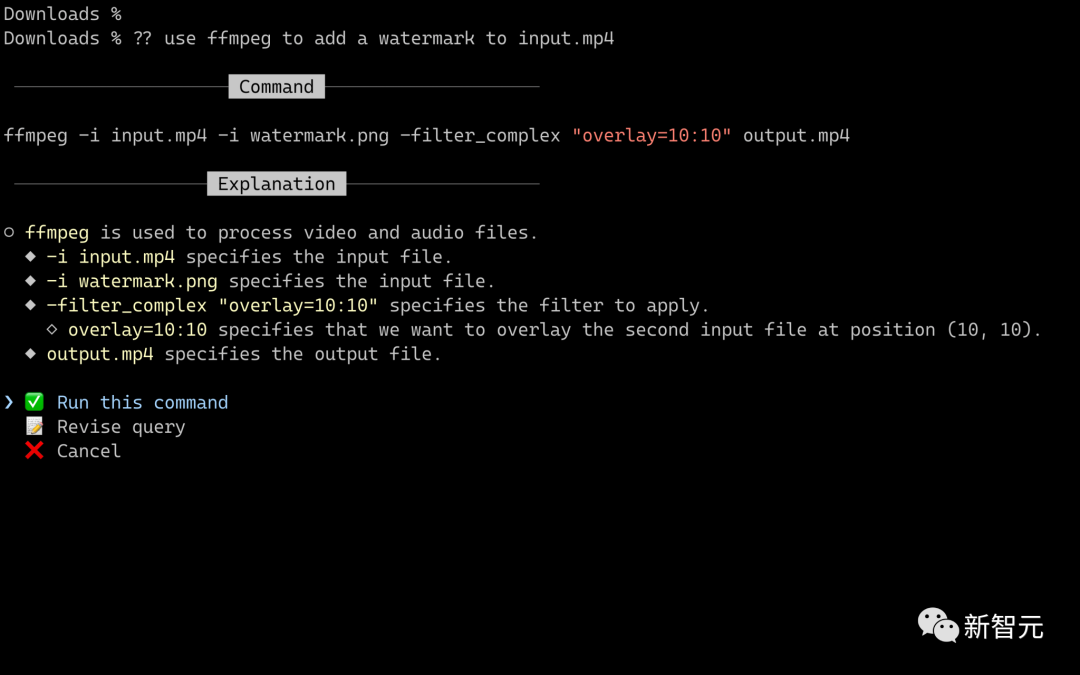 Downloads %
Downloads % ?? use ffmpeg to add a watermark to input.mp4
Command
ffmpeg -i input.mp4 -i watermark.png -filter_complex "overlay=10:10" output.mp4
Explanation
○ ffmpeg is used to process video and audio files.
◆ -i input.mp4 specifies the input file.
◆ -i watermark.png specifies the input file.
◆ -filter_complex "overlay=10:10" specifies the filter to apply.
◇ overlay=10:10 specifies that we want to overlay the second input file at position (10, 10).
◆ output.mp4 specifies the output file.
❯ ✅ Run this command
📝 Revise query
❌ Cancel
新智元